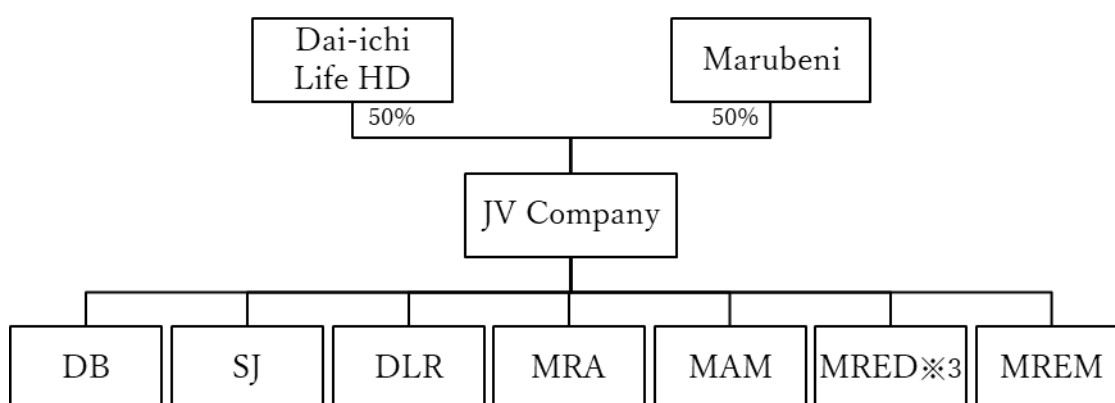 Dai-ichi
Life HD
Marubeni
50%
50%
JV Company
DB
SJ
DLR
MRA
MAM
MRED※3
MREM